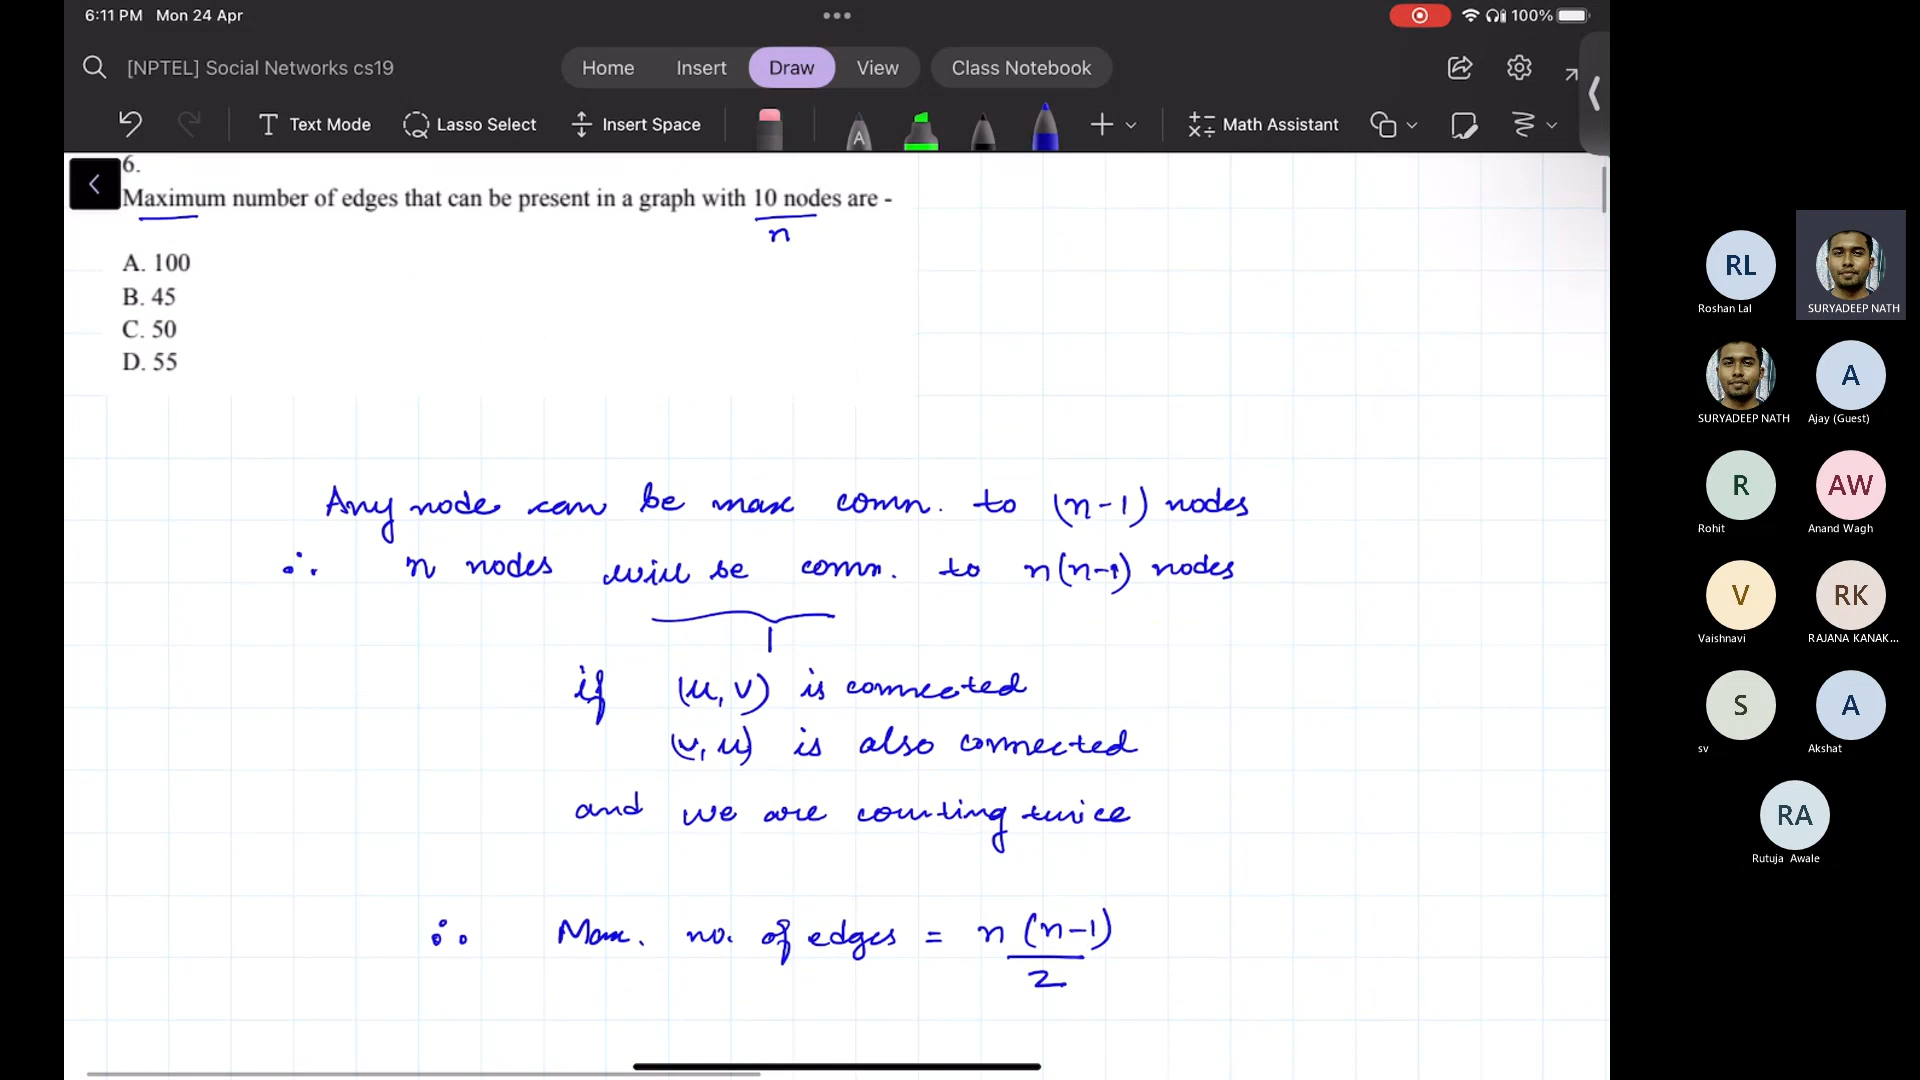 6:11 PM Mon 24 Apr
100%
[NPTEL] Social Networks cs19
Home Insert Draw View Class Notebook
Text Mode Lasso Select Insert Space A Math Assistant
6.
Maximum number of edges that can be present in a graph with 10 nodes are -
n
A. 100
B. 45
C. 50
D. 55
Any node can be max conn. to (n-1) nodes
∴ n nodes will be conn. to n(n-1) nodes
if (u, v) is connected
(v, u) is also connected
and we are counting twice
∴ Max. no. of edges = n (n-1)
2
RL
Roshan Lal SURYADEEP NATH
A
SURYADEEP NATH Ajay (Guest)
R AW
Rohit Anand Wagh
V RK
Vaishnavi RAJANA KANAK...
S A
sv Akshat
RA
Rutuja Awale